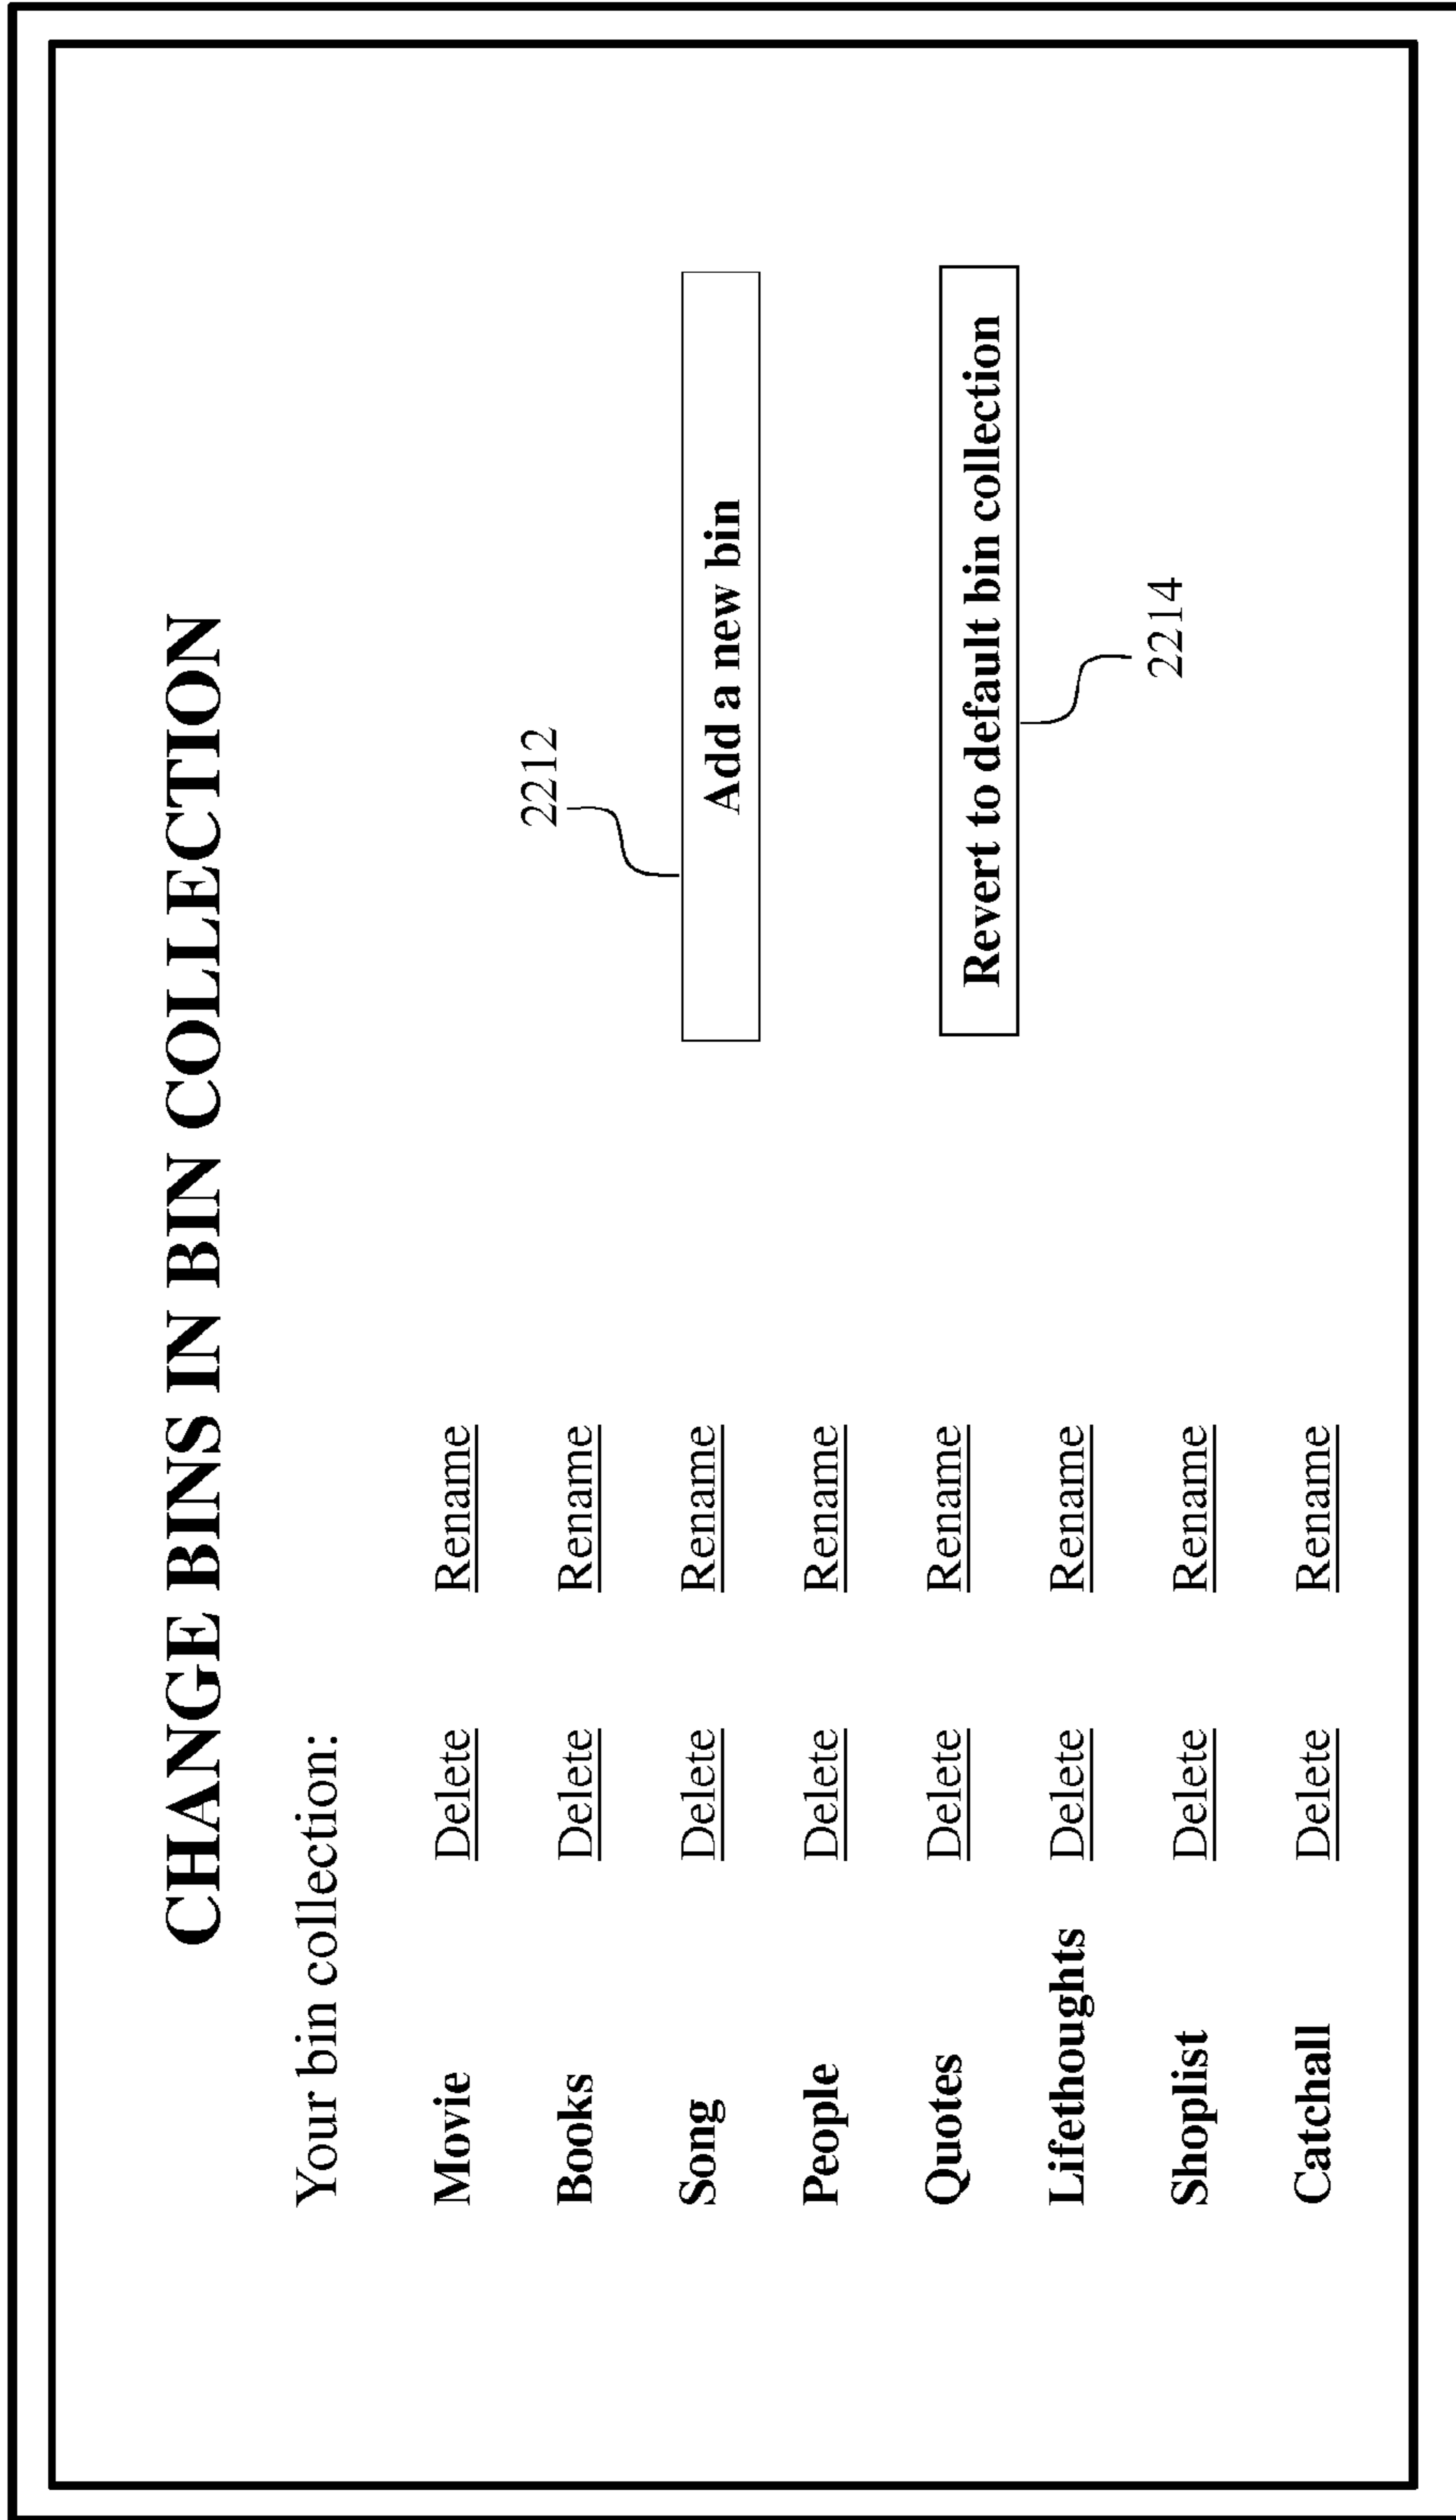 CHANGE BINS IN BIN COLLECTION
Your bin collection:
Movie Delete Rename
Books Delete Rename
Song Delete Rename
People Delete Rename
Quotes Delete Rename
Lifethoughts Delete Rename
Shoplist Delete Rename
Catchall Delete Rename
2212
Add a new bin
Revert to default bin collection
2214